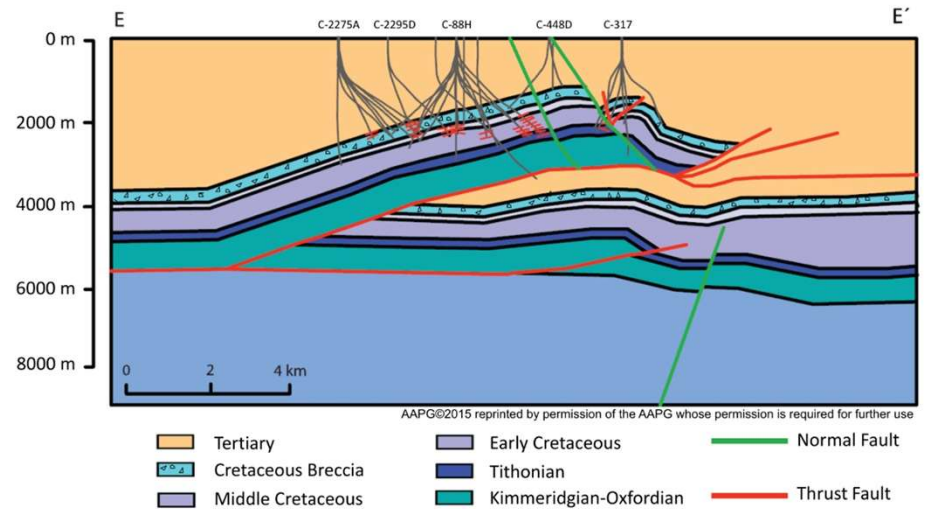 E
E´
C-2275A
C-2295D
C-88H
C-448D
C-317
0 m
2000 m
4000 m
6000 m
8000 m
0 2 4 km
AAPG©2015 reprinted by permission of the AAPG whose permission is required for further use
Tertiary
Cretaceous Breccia
Middle Cretaceous
Early Cretaceous
Tithonian
Kimmeridgian-Oxfordian
Normal Fault
Thrust Fault